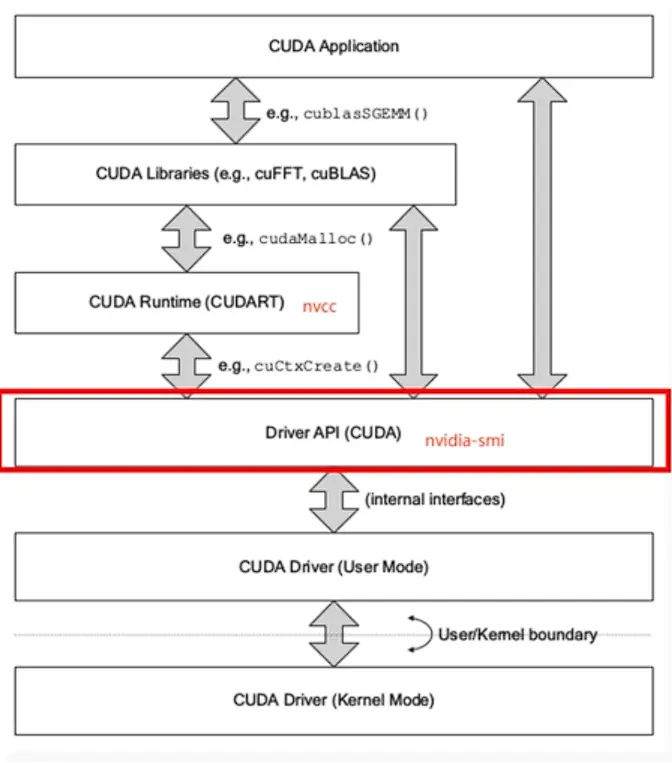 CUDA Application
e.g., cublasSGEMM()
CUDA Libraries (e.g., cuFFT, cuBLAS)
e.g., cudaMalloc()
CUDA Runtime (CUDART) nvcc
e.g., cuCtxCreate()
Driver API (CUDA) nvidia-smi
(internal interfaces)
CUDA Driver (User Mode)
User/Kernel boundary
CUDA Driver (Kernel Mode)